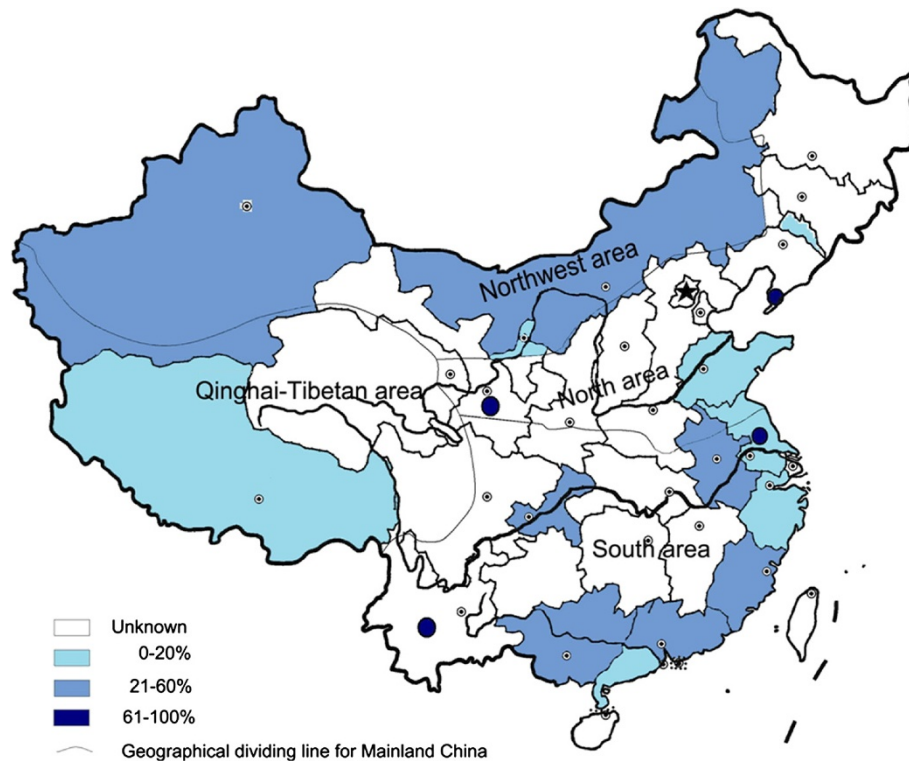 Northwest area
Qinghai-Tibetan area
North area
South area
Unknown
0-20%
21-60%
61-100%
Geographical dividing line for Mainland China